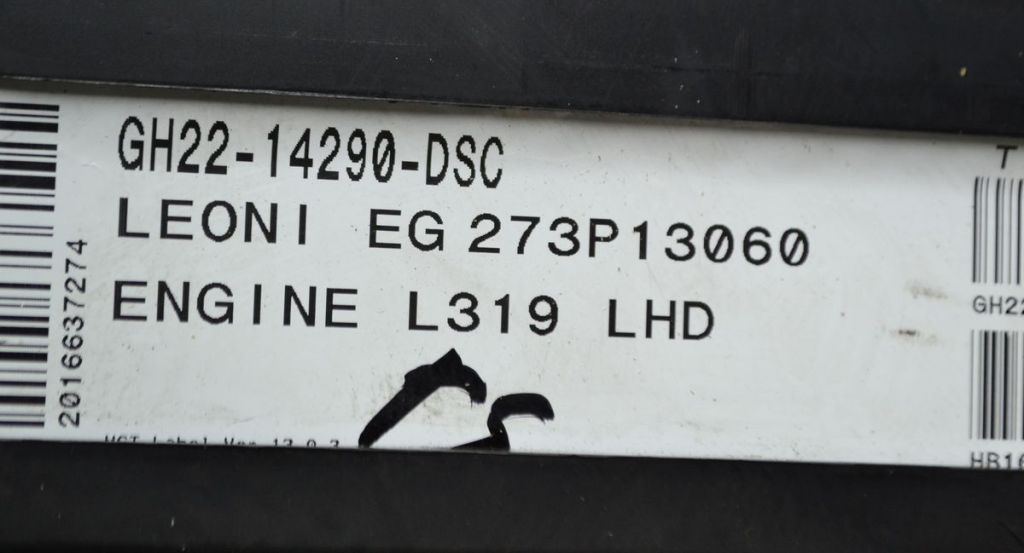 GH22-14290-DSC
LEONI EG 273P13060
ENGINE L319 LHD
2016637274
T
GH22